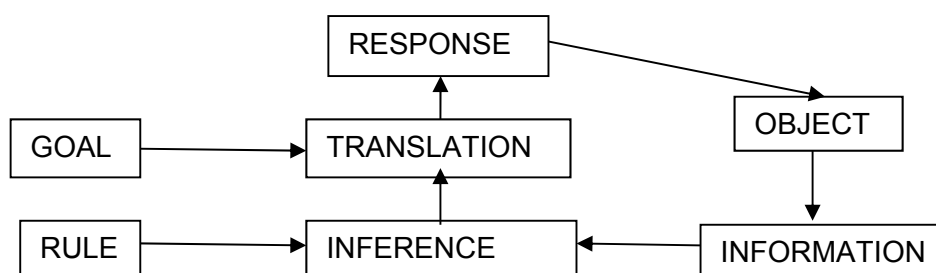 RESPONSE
OBJECT
GOAL
TRANSLATION
RULE
INFERENCE
INFORMATION